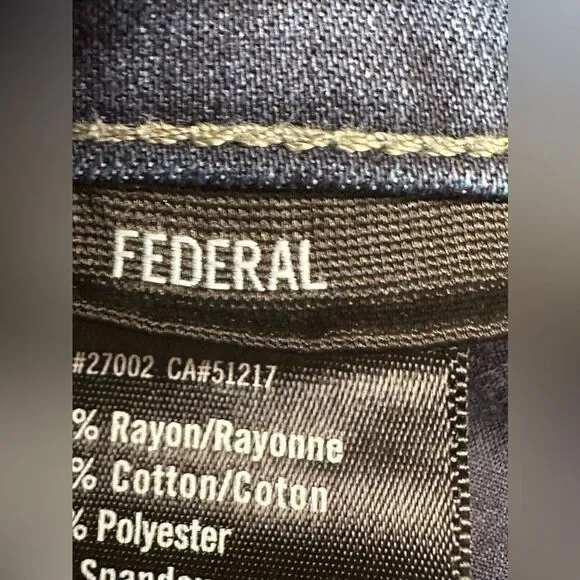 FEDERAL
#27002 CA#51217
% Rayon/Rayonne
% Cotton/Coton
% Polyester